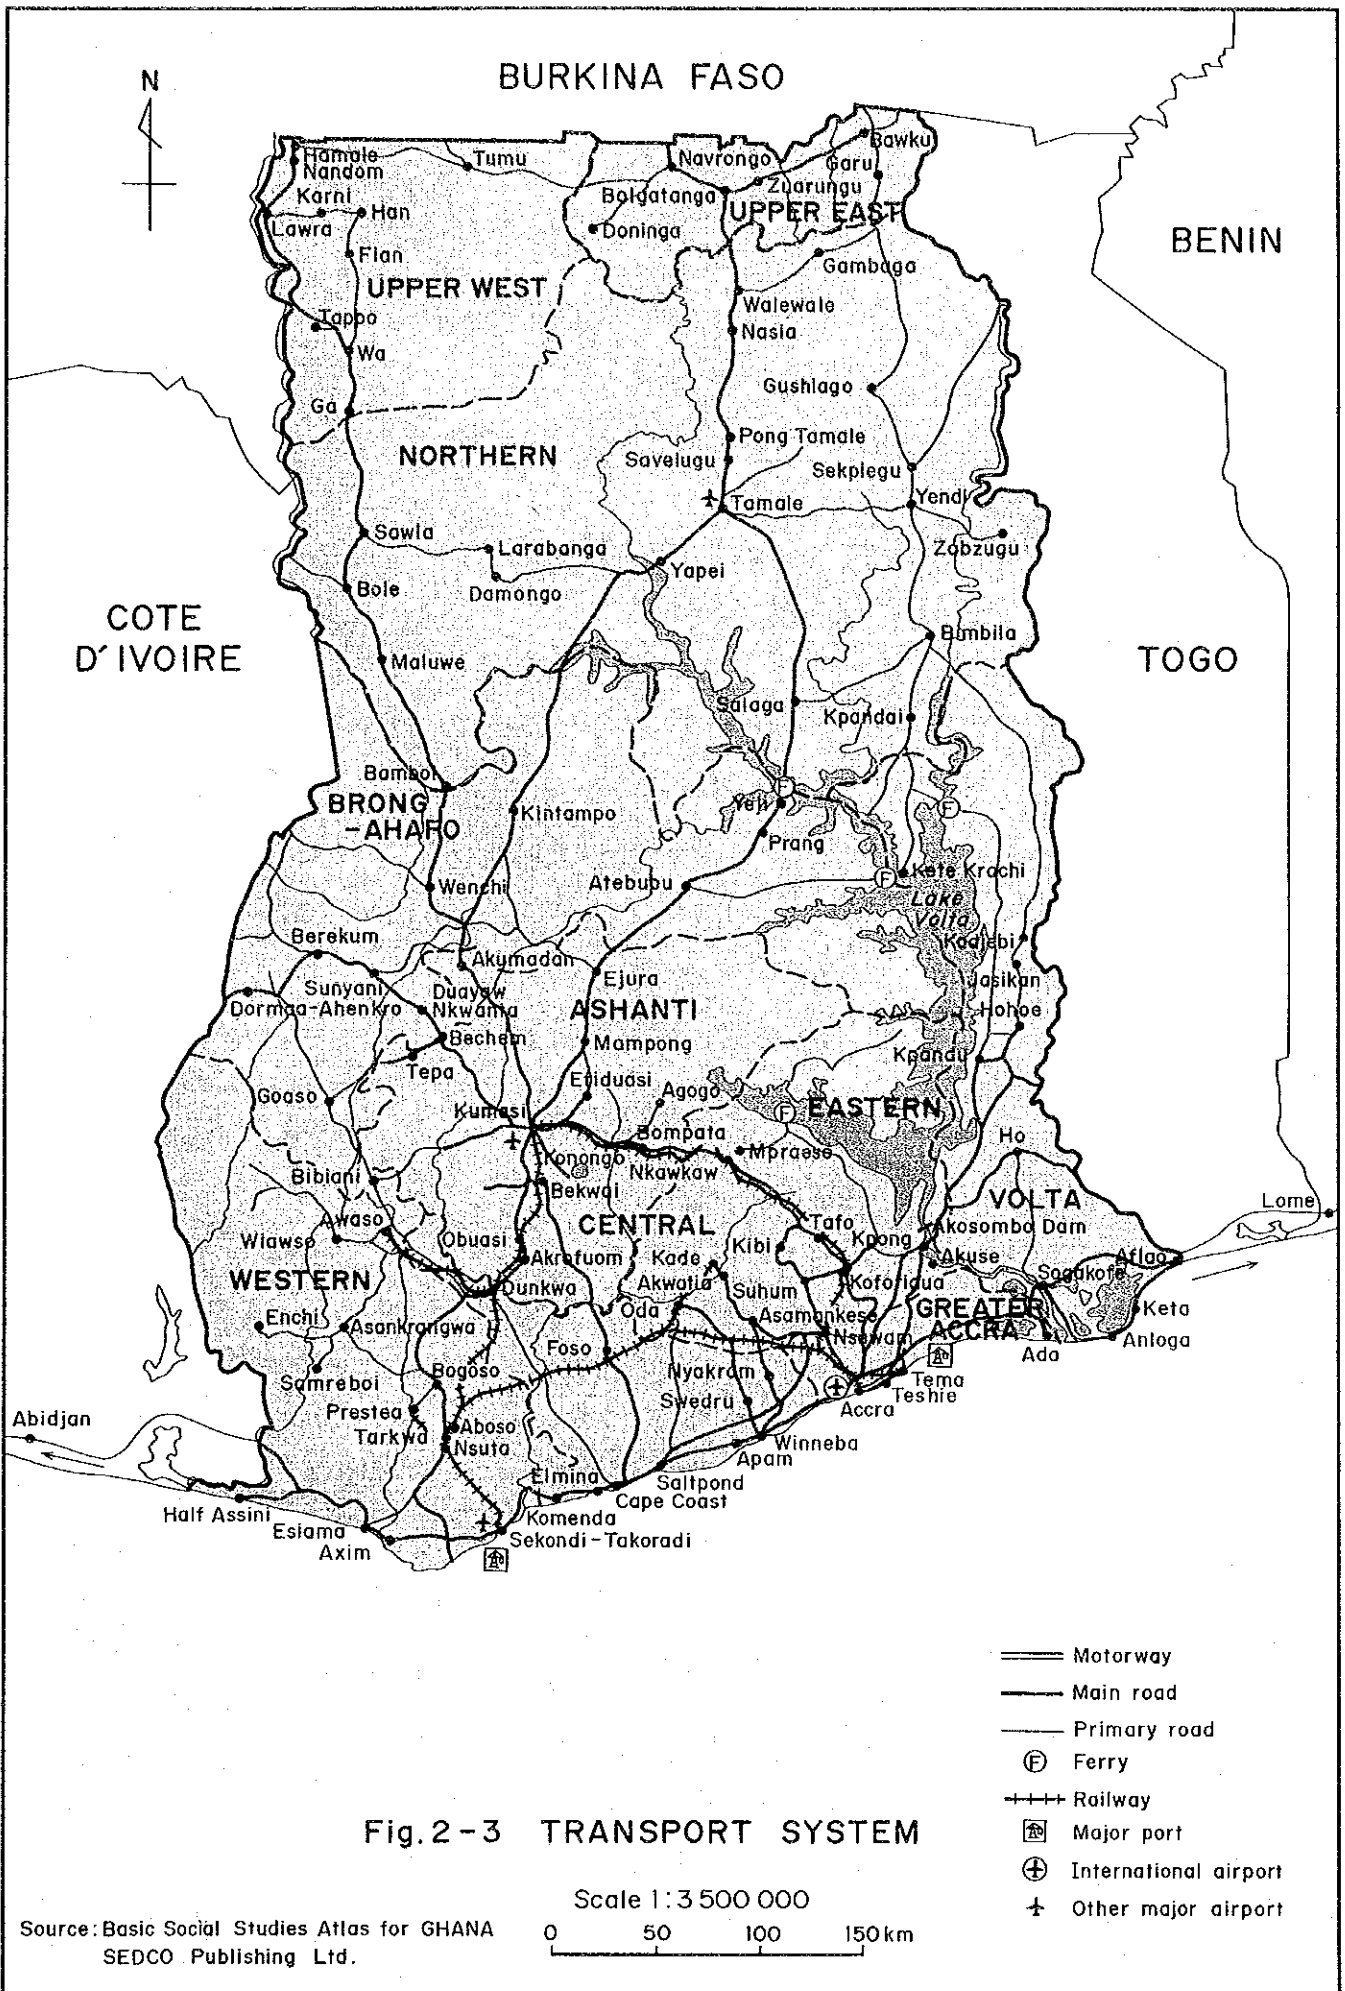 BURKINA FASO
N
Hamale
Nandom
Tumu
Navrongo
Bawku
Garu
Zuarungu
Bolgatanga
Karni
Han
Lawra
UPPER EAST
BENIN
Doninga
Fian
Gambaga
UPPER WEST
Walewale
Tappo
Nasia
Wa
Gushiago
Ga
Pong Tamale
NORTHERN
Savelugu
Sekpiegu
Yendi
Tamale
Sawla
Larabanga
Zobzugu
Yapei
Bole
Damongo
COTE
D'IVOIRE
Bimbila
Maluwe
TOGO
Salaga
Kpandai
Bamboi
F
BRONG
-AHAFO
Yeji
F
Kintampo
Prang
Wenchi
Atebubu
F
Kete Krachi
Lake
Volta
Berekum
Kadjebi
Akumadan
Ejura
Jasikan
Sunyani
Duayaw
Nkwanta
Dormaa-Ahenkro
ASHANTI
Hohoe
Bechem
Mampong
Kpandu
Tepa
Efiduasi
Agogo
Goaso
Kumasi
F
EASTERN
Bompata
Ho
Konongo
Mpraeso
Nkawkaw
Bibiani
Bekwai
VOLTA
Lome
Awaso
CENTRAL
Tafo
Akosombo Dam
Wiawso
Obuasi
Kibi
Kpong
Akrofuom
Kade
Akuse
Aflao
WESTERN
Dunkwa
Akwatia
Suhum
Koforidua
Sogakofe
Oda
Asamankese
GREATER
ACCRA
Keta
Enchi
Asankrangwa
Foso
Nsawam
Ada
Anloga
Samreboi
Bogoso
Nyakrom
Tema
Teshie
Prestea
Swedru
Accra
Abidjan
Aboso
Tarkwa
Nsuta
Winneba
Apam
Elmina
Saltpond
Cape Coast
Half Assini
Komenda
Esiama
Sekondi-Takoradi
Axim
Motorway
Main road
Primary road
F Ferry
Railway
Major port
International airport
Other major airport
Fig. 2-3 TRANSPORT SYSTEM
Scale 1:3 500 000
0 50 100 150 km
Source: Basic Social Studies Atlas for GHANA
SEDCO Publishing Ltd.